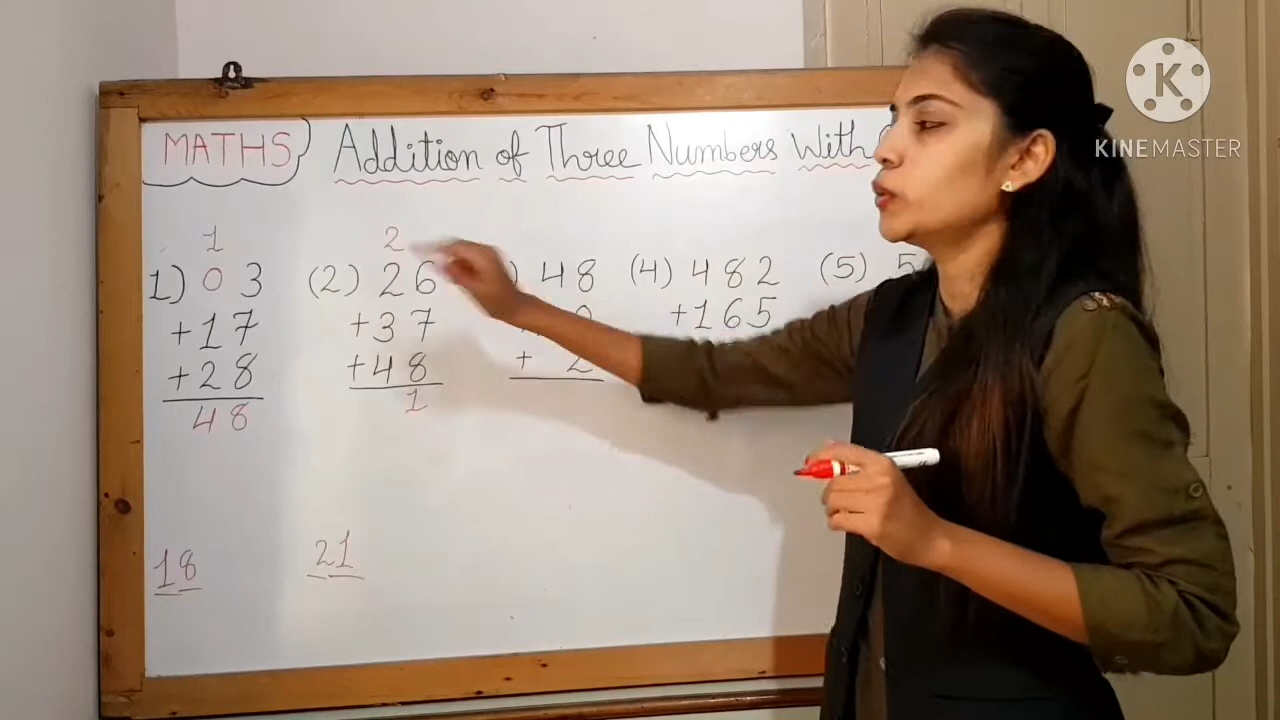 MATHS Addition of Three Numbers With
1 2
1) 03 (2) 26 48 (4) 482 (5) 5
+17 +37 +165
+28 +48 + 2
48 1
18 21
K
KINEMASTER